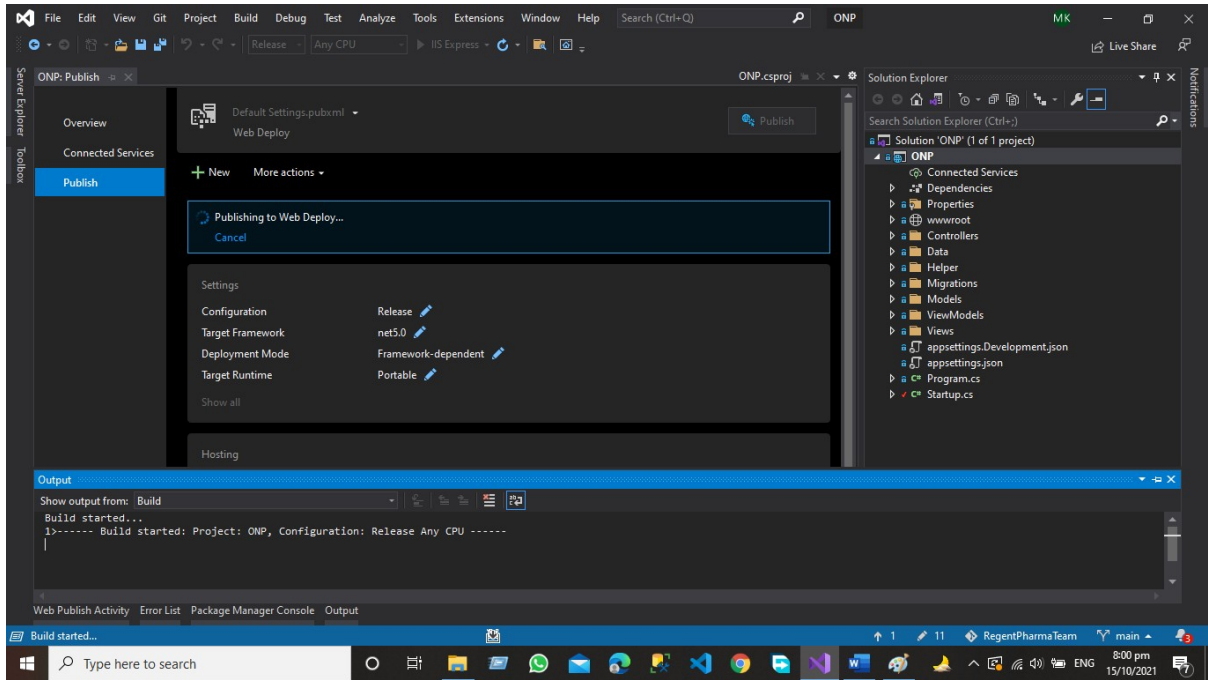 File Edit View Git Project Build Debug Test Analyze Tools Extensions Window Help Search (Ctrl+Q) ONP MK
Release Any CPU IIS Express Live Share
Server Explorer
Toolbox
ONP: Publish
ONP.csproj
Overview
Connected Services
Publish
Default Settings.pubxml
Web Deploy
Publish
New More actions
Publishing to Web Deploy...
Cancel
Settings
Configuration Release
Target Framework net5.0
Deployment Mode Framework-dependent
Target Runtime Portable
Show all
Hosting
Solution Explorer
Search Solution Explorer (Ctrl+;)
Solution 'ONP' (1 of 1 project)
ONP
Connected Services
Dependencies
Properties
wwwroot
Controllers
Data
Helper
Migrations
Models
ViewModels
Views
appsettings.Development.json
appsettings.json
C# Program.cs
C# Startup.cs
Notifications
Output
Show output from: Build
Build started...
1>------ Build started: Project: ONP, Configuration: Release Any CPU ------
Web Publish Activity Error List Package Manager Console Output
Build started... 1 11 RegentPharmaTeam main 3
Type here to search ENG 8:00 pm
15/10/2021 7